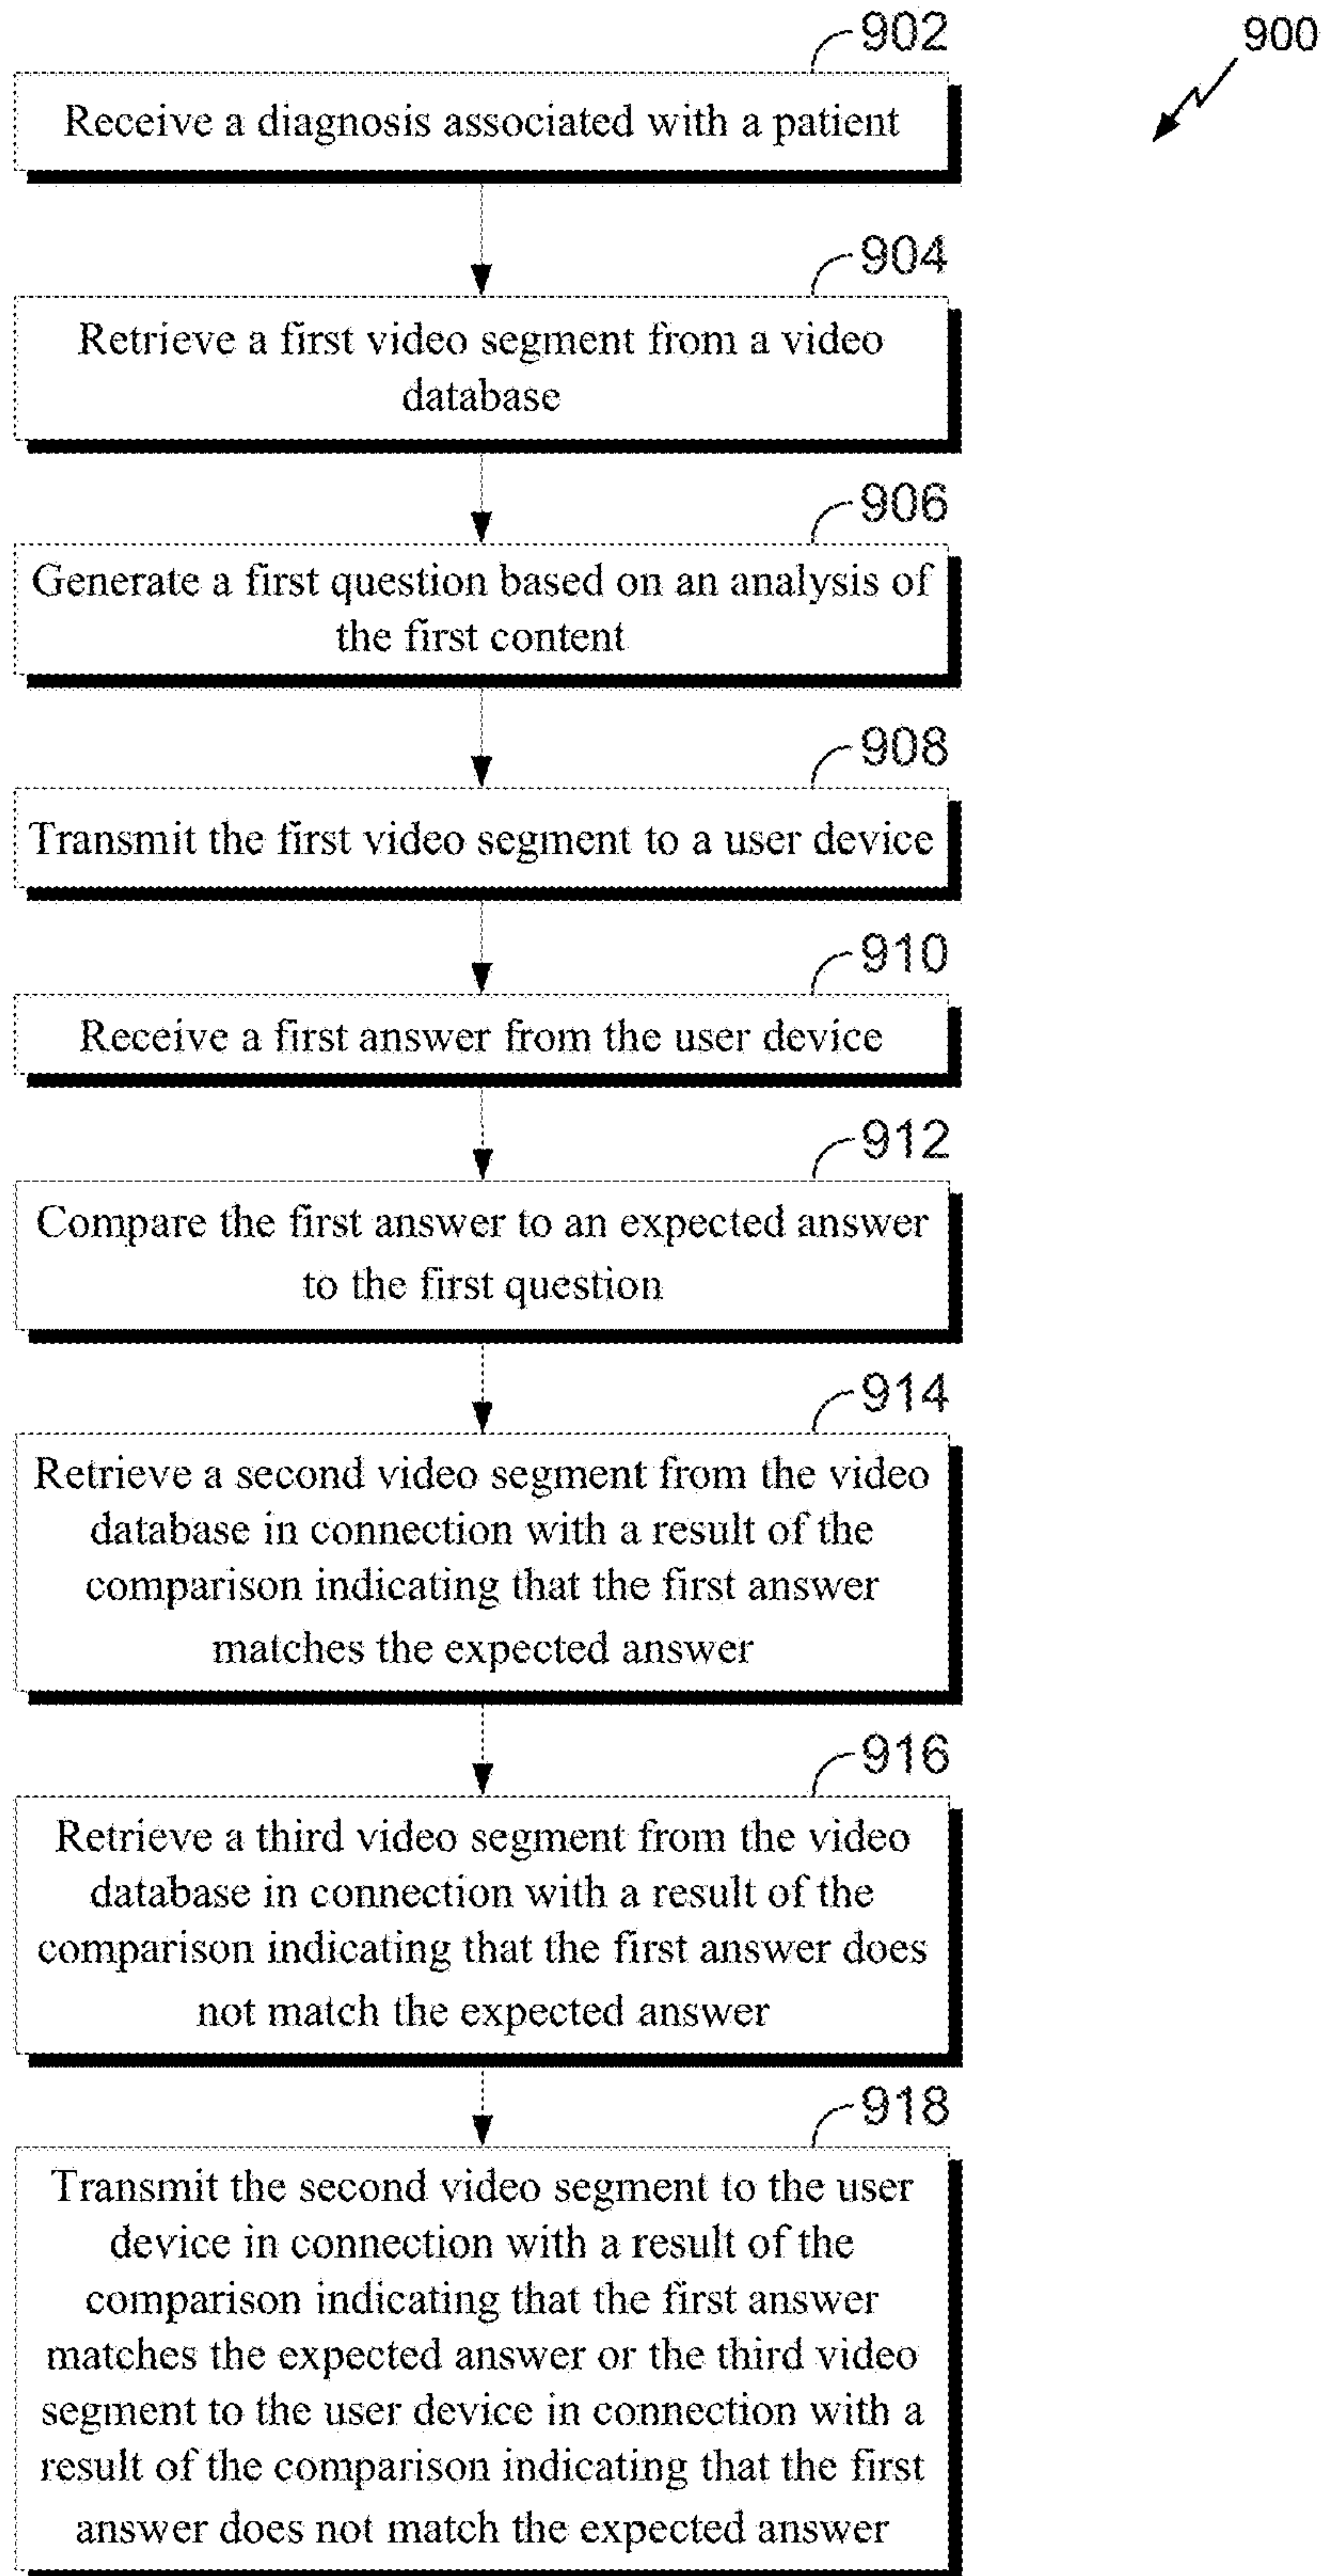 902
900
Receive a diagnosis associated with a patient
904
Retrieve a first video segment from a video
database
906
Generate a first question based on an analysis of
the first content
908
Transmit the first video segment to a user device
910
Receive a first answer from the user device
912
Compare the first answer to an expected answer
to the first question
914
Retrieve a second video segment from the video
database in connection with a result of the
comparison indicating that the first answer
matches the expected answer
916
Retrieve a third video segment from the video
database in connection with a result of the
comparison indicating that the first answer does
not match the expected answer
918
Transmit the second video segment to the user
device in connection with a result of the
comparison indicating that the first answer
matches the expected answer or the third video
segment to the user device in connection with a
result of the comparison indicating that the first
answer does not match the expected answer